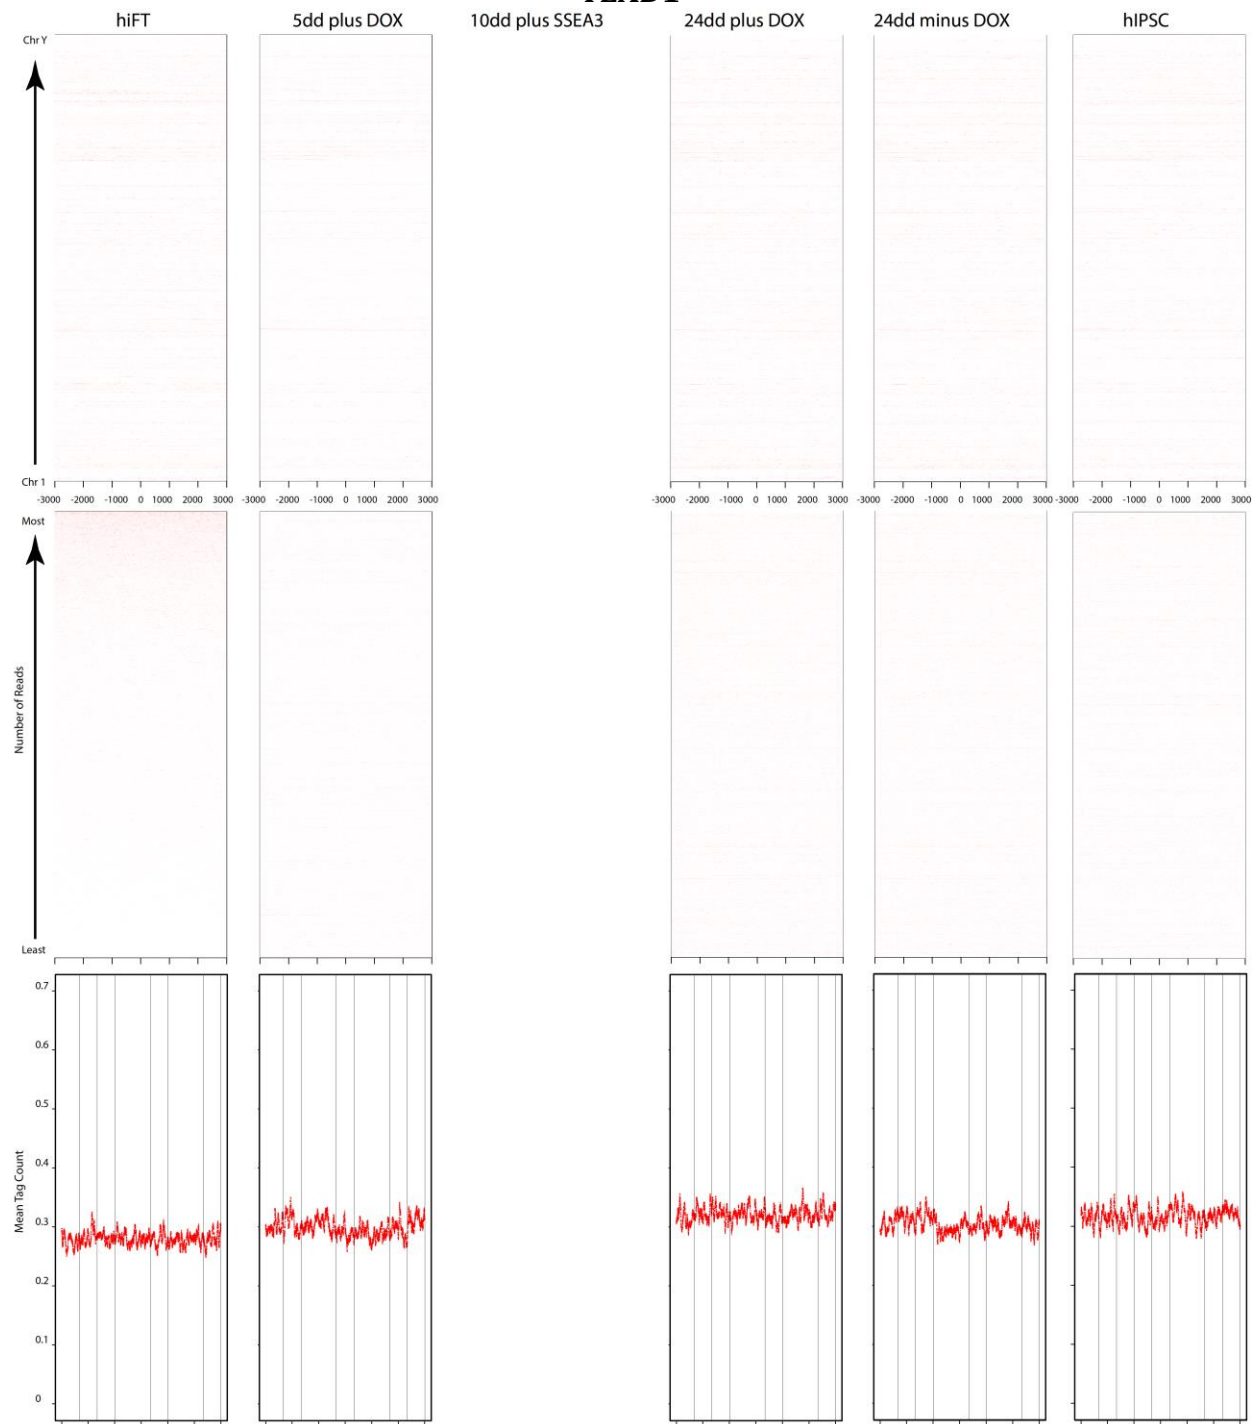 hiFT 5dd plus DOX 10dd plus SSEA3 24dd plus DOX 24dd minus DOX hIPSC
Chr Y
Chr 1
-3000 -2000 -1000 0 1000 2000 3000 -3000 -2000 -1000 0 1000 2000 3000 -3000 -2000 -1000 0 1000 2000 3000 -3000 -2000 -1000 0 1000 2000 3000 -3000 -2000 -1000 0 1000 2000 3000
Most
Number of Reads
Least
0.7
0.6
0.5
0.4
Mean Tag Count
0.3
0.2
0.1
0